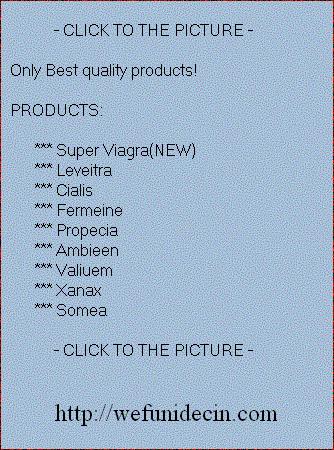 - CLICK TO THE PICTURE -
Only Best quality products!
PRODUCTS:
*** Super Viagra(NEW)
*** Leveitra
*** Cialis
*** Fermeine
*** Propecia
*** Ambieen
*** Valiuem
*** Xanax
*** Somea
- CLICK TO THE PICTURE -
http://wefunidecin.com